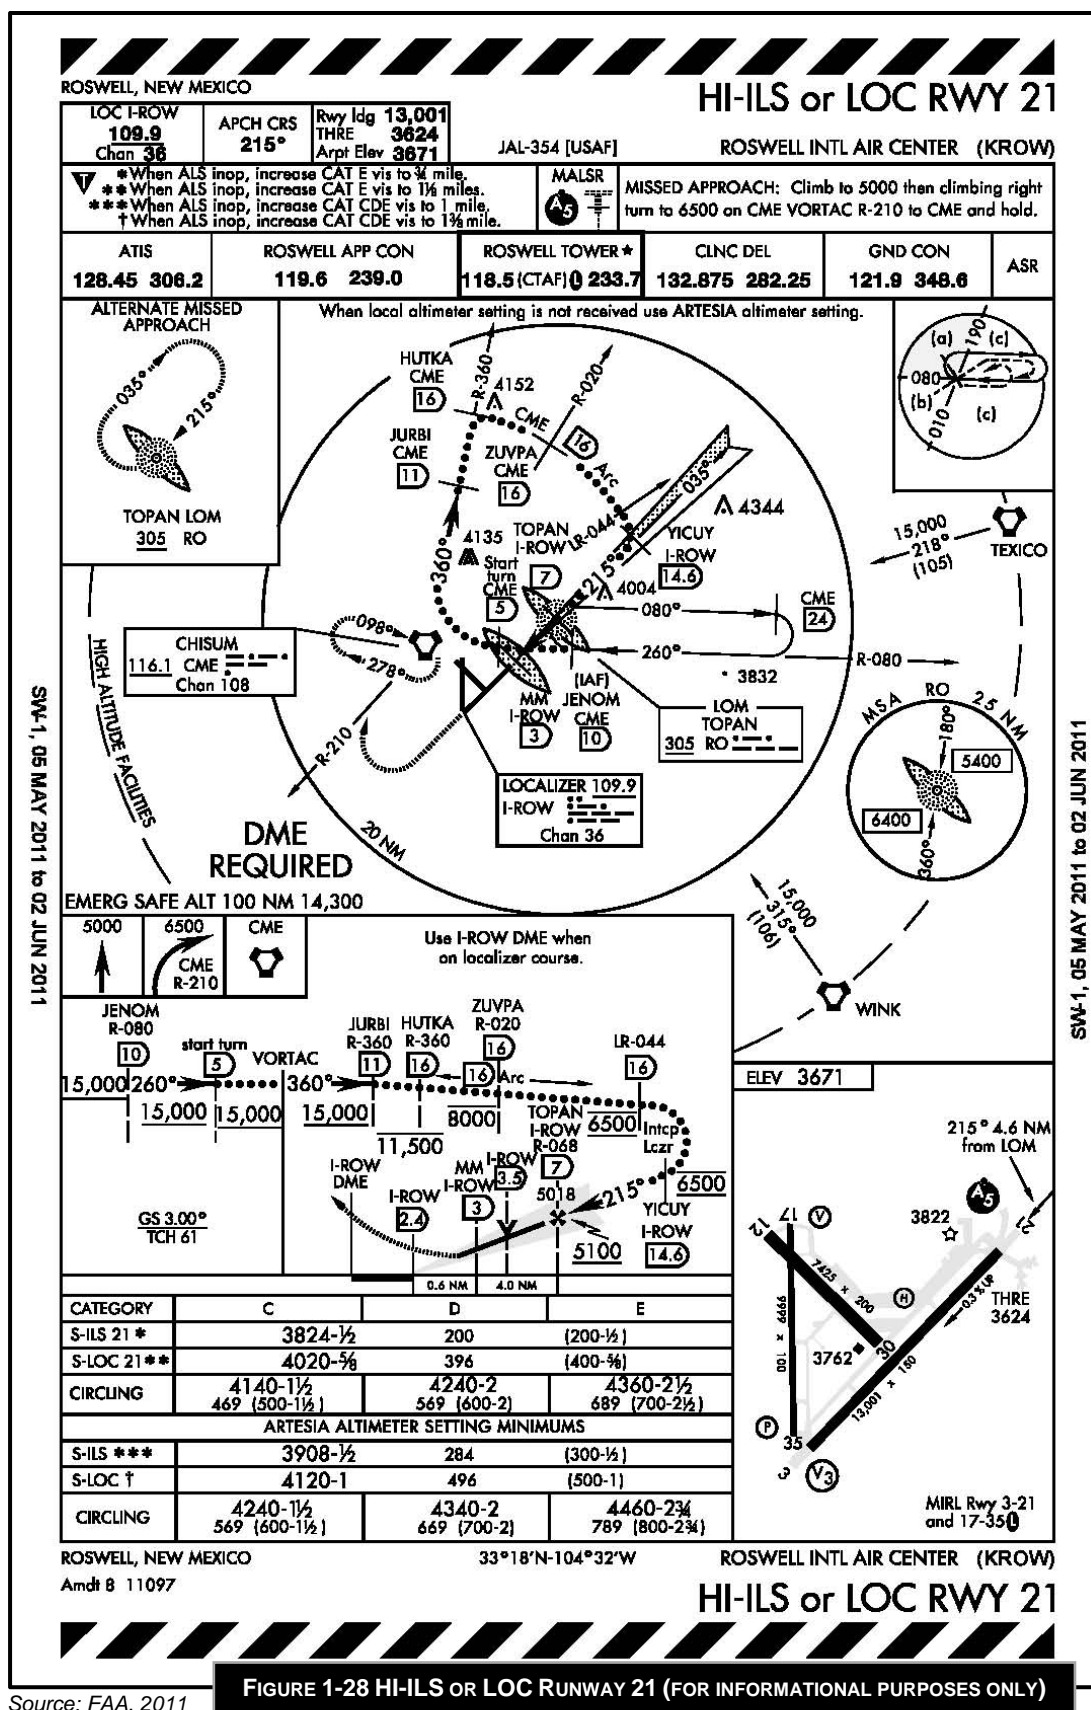 ROSWELL, NEW MEXICO
HI-ILS or LOC RWY 21
LOC I-ROW
109.9
Chan 36
APCH CRS
215°
Rwy ldg 13,001
THRE 3624
Arpt Elev 3671
JAL-354 [USAF]
ROSWELL INTL AIR CENTER (KROW)
T
*When ALS inop, increase CAT E vis to ¾ mile.
**When ALS inop, increase CAT E vis to 1⅛ miles.
***When ALS inop, increase CAT CDE vis to 1 mile.
†When ALS inop, increase CAT CDE vis to 1⅜ mile.
MALSR
A5
MISSED APPROACH: Climb to 5000 then climbing right
turn to 6500 on CME VORTAC R-210 to CME and hold.
ATIS
128.45 306.2
ROSWELL APP CON
119.6 239.0
ROSWELL TOWER★
118.5 (CTAF) L 233.7
CLNC DEL
132.875 282.25
GND CON
121.9 348.6
ASR
ALTERNATE MISSED
APPROACH
035°
215°
TOPAN LOM
305 RO
When local altimeter setting is not received use ARTESIA altimeter setting.
HUTKA
CME
16
R-360
4152
R-020
CME
16
Arc
JURBI
CME
11
ZUVPA
CME
16
035°
4344
LR-044
TOPAN
I-ROW
7
YICUY
I-ROW
14.6
4135
360°
Start
turn
CME
5
215°
4004
080°
CME
24
260°
R-080
3832
(a)
190
(c)
080
(b)
010
(c)
15,000
218°
(105)
TEXICO
098°
278°
CHISUM
116.1 CME
Chan 108
R-210
MM
I-ROW
3
(IAF)
JENOM
CME
10
LOM
TOPAN
305 RO
LOCALIZER 109.9
I-ROW
Chan 36
HIGH ALTITUDE FACILITIES
MSA RO 25 NM
180°
5400
6400
360°
DME
REQUIRED
20 NM
EMERG SAFE ALT 100 NM 14,300
15,000
315°
(106)
WINK
5000
6500
CME
R-210
CME
Use I-ROW DME when
on localizer course.
JENOM
R-080
10
start turn
5
VORTAC
JURBI
R-360
11
HUTKA
R-360
16
ZUVPA
R-020
16
16 Arc
LR-044
16
15,000 260°
360°
15,000
15,000
15,000
11,500
8000
TOPAN
I-ROW
R-068
7
6500
Intcp
Lczr
6500
I-ROW
DME
I-ROW
2.4
MM
I-ROW
3
I-ROW
3.5
5018
215°
5100
YICUY
I-ROW
14.6
GS 3.00°
TCH 61
0.6 NM
4.0 NM
ELEV 3671
215° 4.6 NM
from LOM
A5
3822
21
12
17
V
7425 x 200
H
0.3% UP
THRE
3624
9999 x 100
3762
30
13,001 x 150
P
35
3
V3
MIRL Rwy 3-21
and 17-35 L
CATEGORY C D E
S-ILS 21 * 3824-½ 200 (200-½)
S-LOC 21** 4020-⅝ 396 (400-⅝)
CIRCLING
4140-1½
469 (500-1½)
4240-2
569 (600-2)
4360-2½
689 (700-2½)
ARTESIA ALTIMETER SETTING MINIMUMS
S-ILS *** 3908-½ 284 (300-½)
S-LOC † 4120-1 496 (500-1)
CIRCLING
4240-1½
569 (600-1½)
4340-2
669 (700-2)
4460-2¾
789 (800-2¾)
ROSWELL, NEW MEXICO
Amdt 8 11097
33°18'N-104°32'W
ROSWELL INTL AIR CENTER (KROW)
HI-ILS or LOC RWY 21
SW-1, 05 MAY 2011 to 02 JUN 2011
SW-1, 05 MAY 2011 to 02 JUN 2011
FIGURE 1-28 HI-ILS OR LOC RUNWAY 21 (FOR INFORMATIONAL PURPOSES ONLY)
Source: FAA, 2011